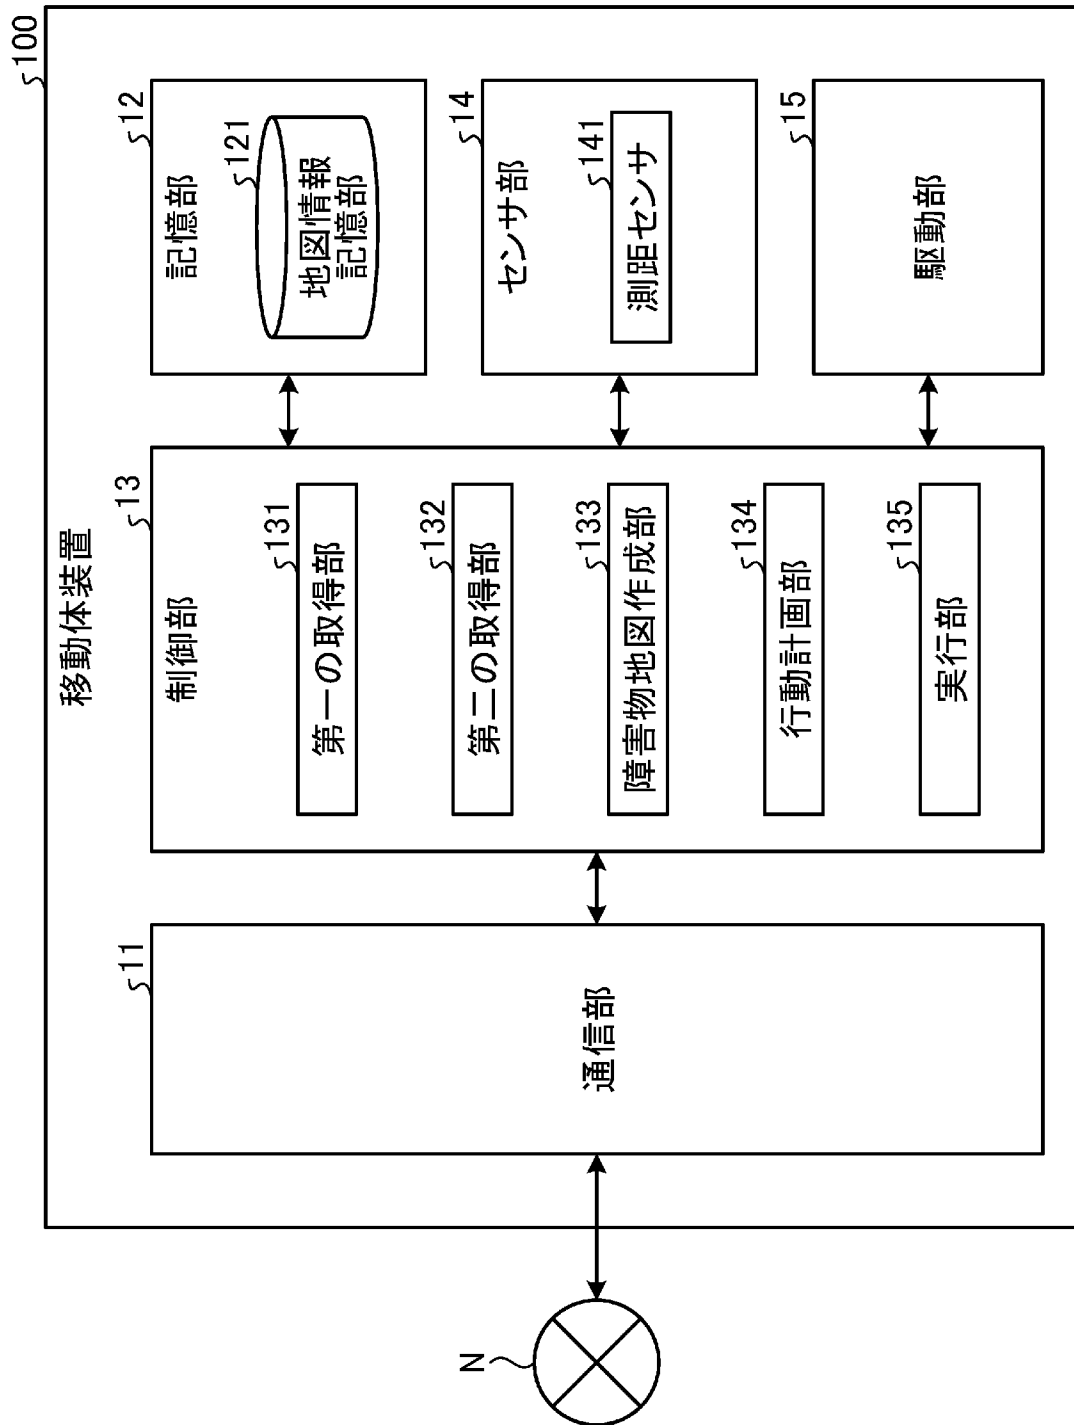 100
移動体装置
N
11
通信部
13
制御部
131
第一の取得部
132
第二の取得部
133
障害物地図作成部
134
行動計画部
135
実行部
12
記憶部
121
地図情報
記憶部
14
センサ部
141
測距センサ
15
駆動部